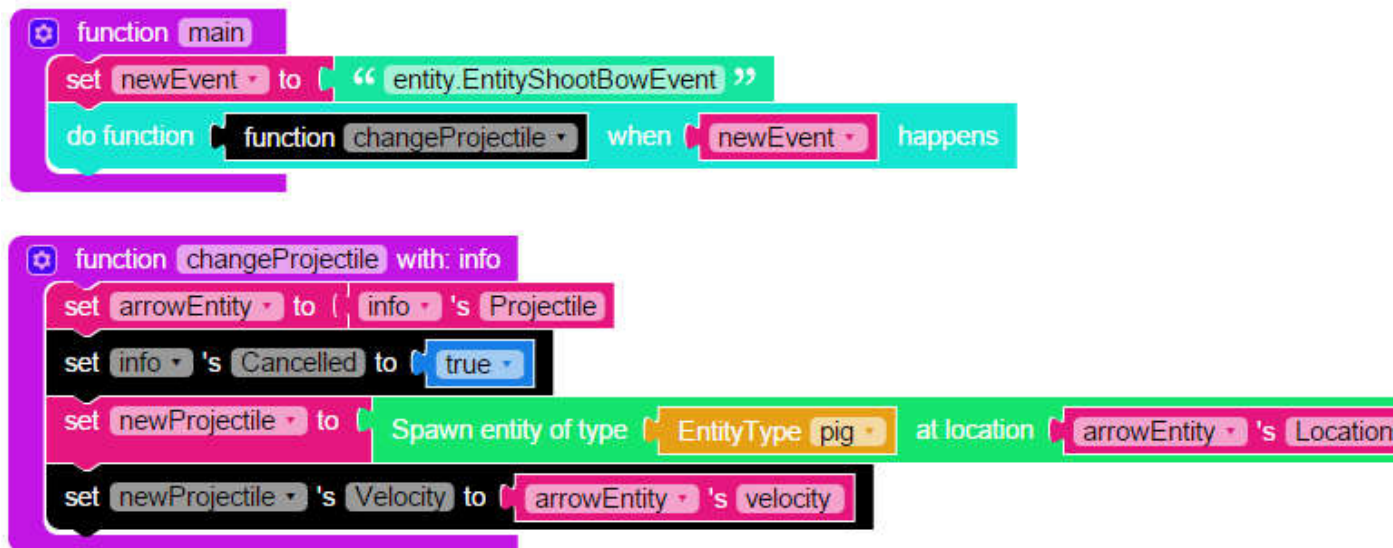 function main
set newEvent to “ entity.EntityShootBowEvent ”
do function function changeProjectile when newEvent happens
function changeProjectile with: info
set arrowEntity to info 's Projectile
set info 's Cancelled to true
set newProjectile to Spawn entity of type EntityType pig at location arrowEntity 's Location
set newProjectile 's Velocity to arrowEntity 's velocity